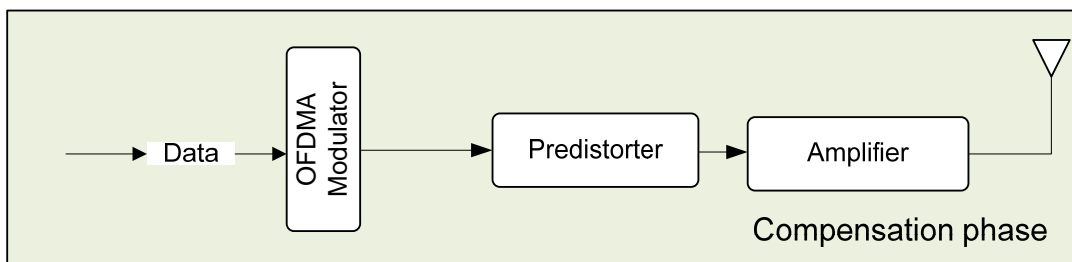 Data
OFDMA
Modulator
Predistorter
Amplifier
Compensation phase